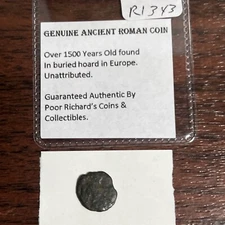 R1343
GENUINE ANCIENT ROMAN COIN
Over 1500 Years Old found
In buried hoard in Europe.
Unattributed.
Guaranteed Authentic By
Poor Richard's Coins &
Collectibles.